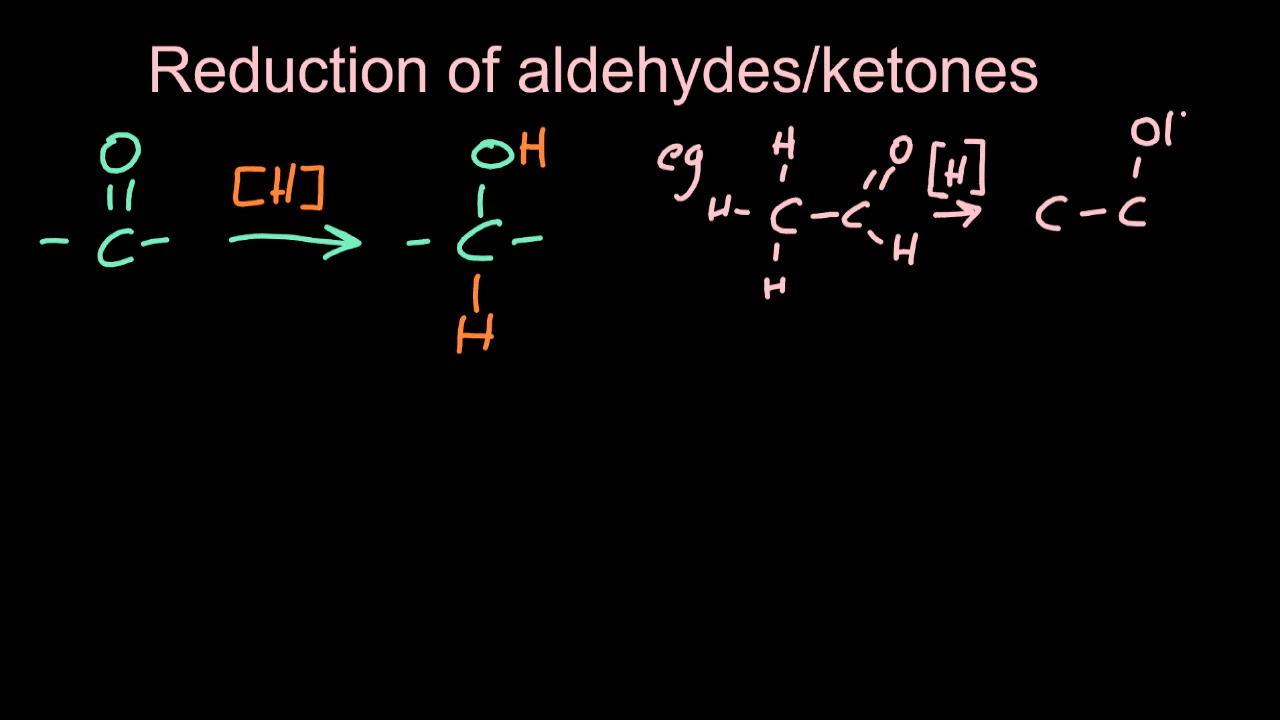 Reduction of aldehydes/ketones
O [H] OH
C C
H
eg H O [H] O
H C C H C C
H